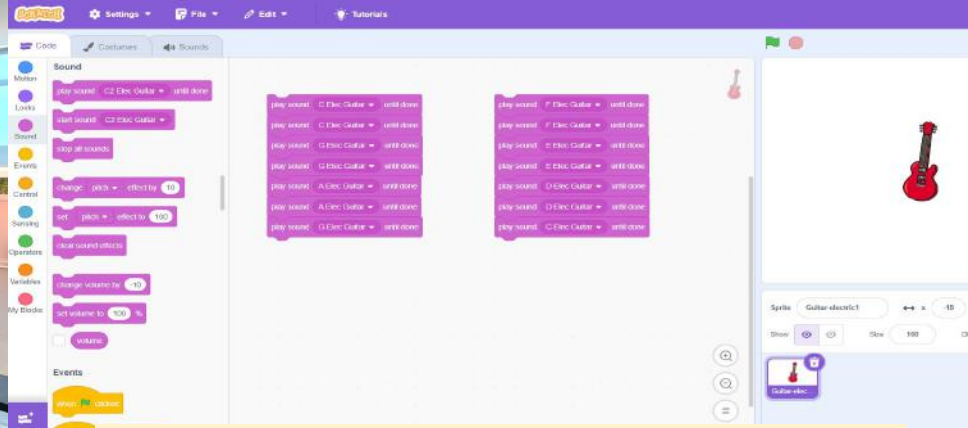 SCRATCH Settings File Edit Tutorials
Code Costumes Sounds
Motion
Looks
Sound
Events
Control
Sensing
Operators
Variables
My Blocks
Sound
play sound C2 Elec Guitar until done
start sound C2 Elec Guitar
stop all sounds
change pitch effect by 10
set pitch effect to 100
clear sound effects
change volume by -10
set volume to 100 %
volume
Events
when clicked
play sound C Elec Guitar until done
play sound C Elec Guitar until done
play sound G Elec Guitar until done
play sound G Elec Guitar until done
play sound A Elec Guitar until done
play sound A Elec Guitar until done
play sound G Elec Guitar until done
play sound F Elec Guitar until done
play sound F Elec Guitar until done
play sound E Elec Guitar until done
play sound E Elec Guitar until done
play sound D Elec Guitar until done
play sound D Elec Guitar until done
play sound C Elec Guitar until done
Sprite Guitar-electric1 x
Show Size 100
Guitar-elec...